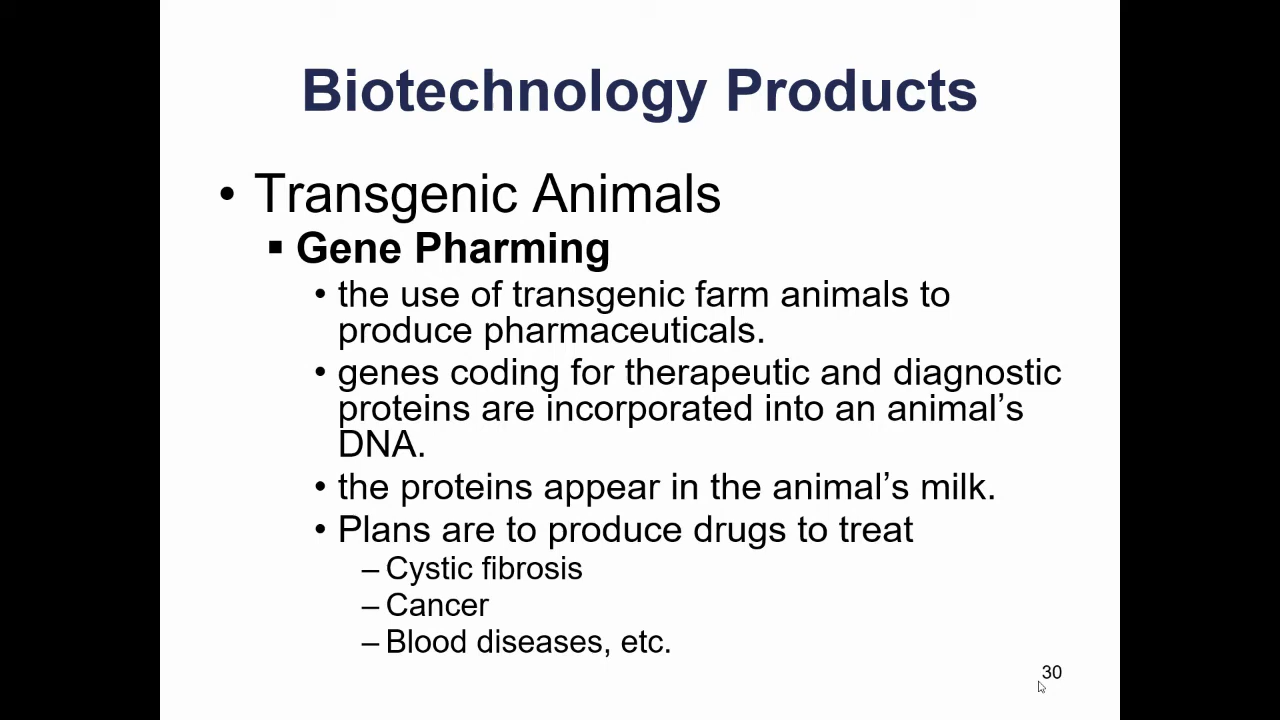 Biotechnology Products
• Transgenic Animals
▪ Gene Pharming
• the use of transgenic farm animals to
produce pharmaceuticals.
• genes coding for therapeutic and diagnostic
proteins are incorporated into an animal’s
DNA.
• the proteins appear in the animal’s milk.
• Plans are to produce drugs to treat
– Cystic fibrosis
– Cancer
– Blood diseases, etc.
30